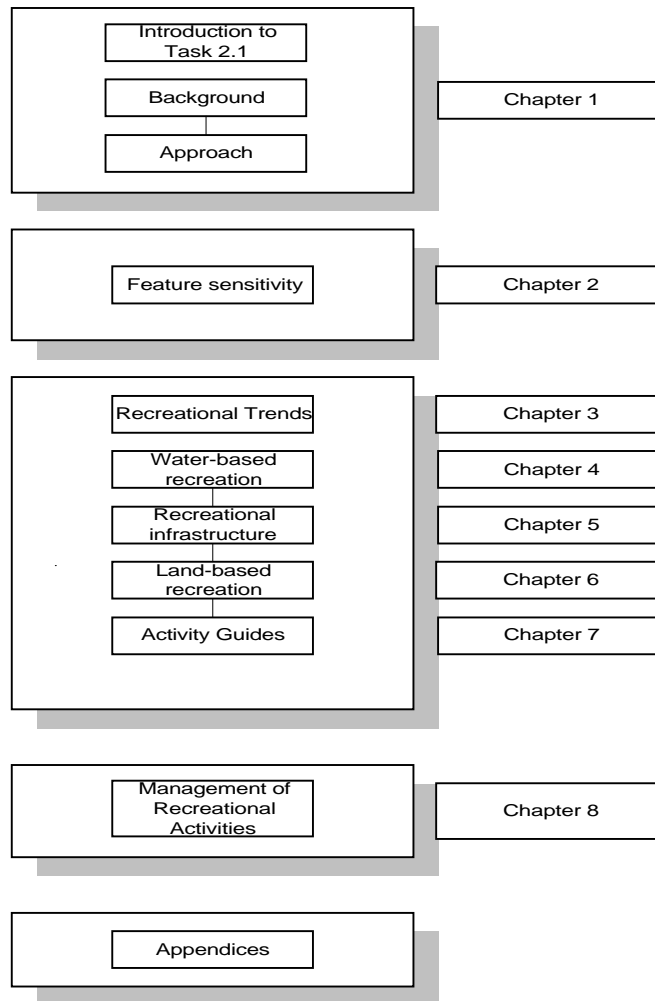 Introduction to
Task 2.1
Background
Chapter 1
Approach
Feature sensitivity
Chapter 2
Recreational Trends
Chapter 3
Water-based
recreation
Chapter 4
Recreational
infrastructure
Chapter 5
Land-based
recreation
Chapter 6
Activity Guides
Chapter 7
Management of
Recreational
Activities
Chapter 8
Appendices